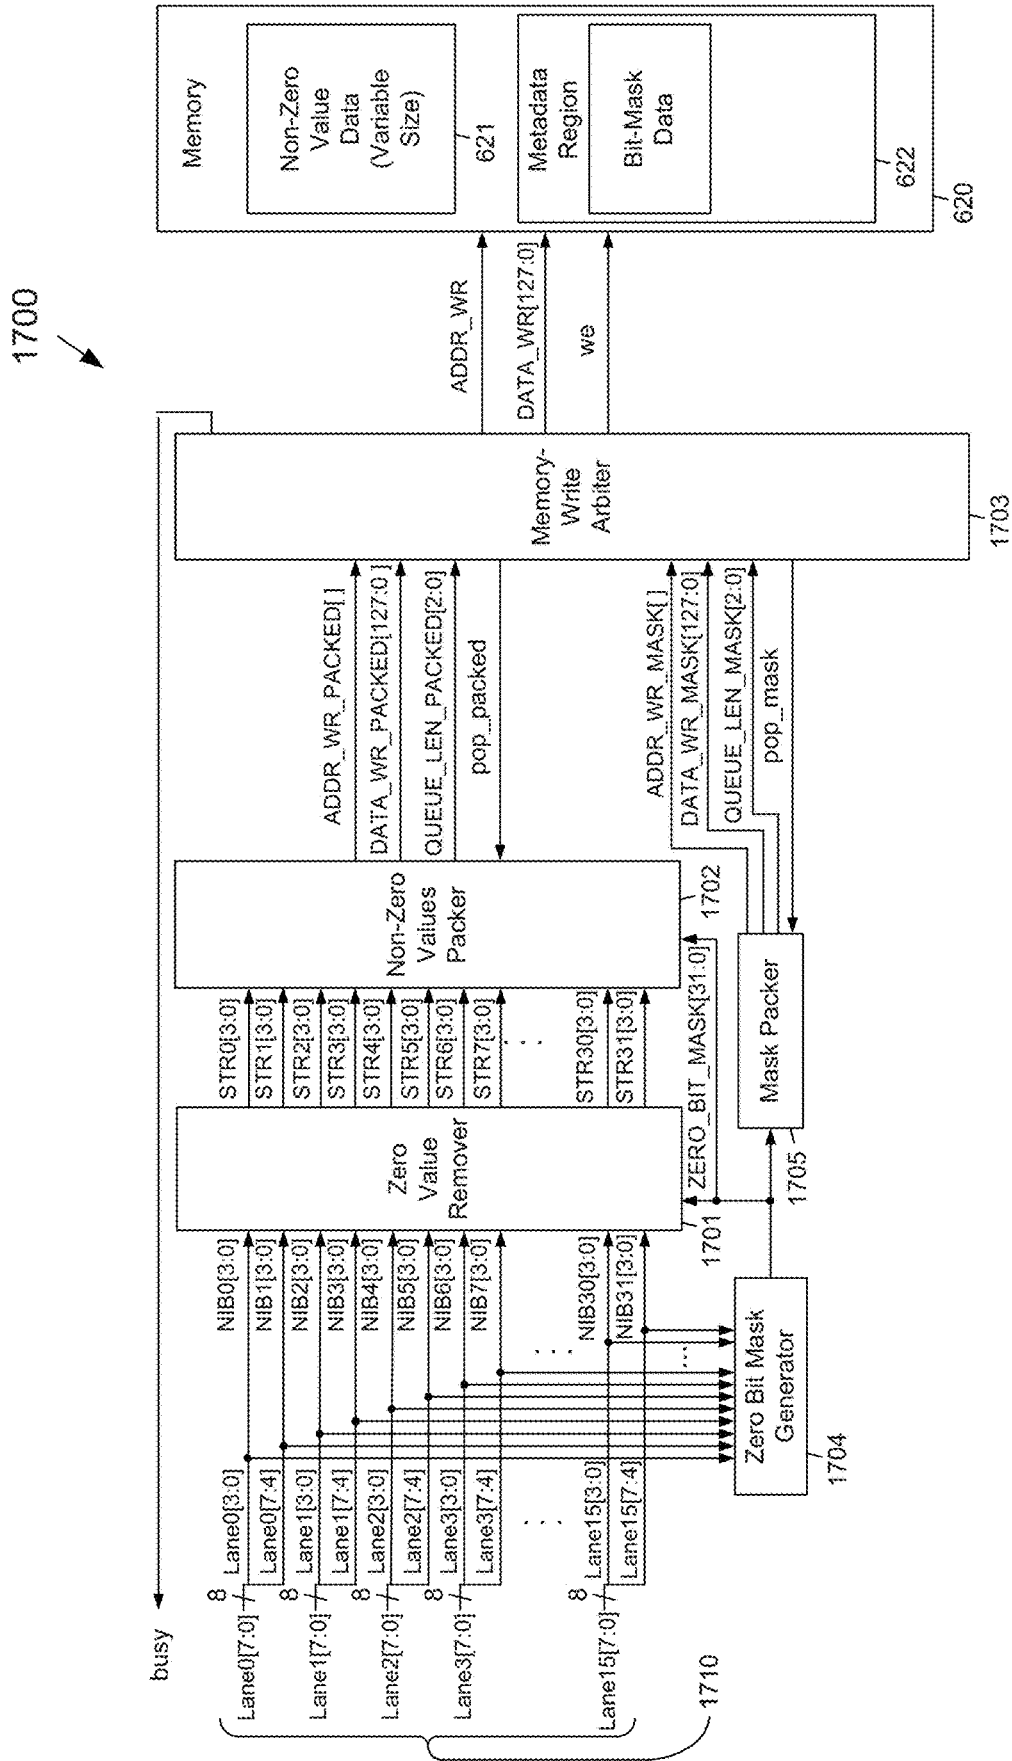 1700
busy
Lane0[7:0]
Lane1[7:0]
Lane2[7:0]
Lane3[7:0]
Lane15[7:0]
1710
8
8
8
8
8
Lane0[3:0]
Lane0[7:4]
Lane1[3:0]
Lane1[7:4]
Lane2[3:0]
Lane2[7:4]
Lane3[3:0]
Lane3[7:4]
. . .
Lane15[3:0]
Lane15[7:4]
NIB0[3:0]
NIB1[3:0]
NIB2[3:0]
NIB3[3:0]
NIB4[3:0]
NIB5[3:0]
NIB6[3:0]
NIB7[3:0]
. . .
NIB30[3:0]
NIB31[3:0]
. . .
Zero Bit Mask
Generator
1704
Zero
Value
Remover
1701
STR0[3:0]
STR1[3:0]
STR2[3:0]
STR3[3:0]
STR4[3:0]
STR5[3:0]
STR6[3:0]
STR7[3:0]
. . .
STR30[3:0]
STR31[3:0]
ZERO_BIT_MASK[31:0]
Mask Packer
1705
Non-Zero
Values
Packer
1702
ADDR_WR_PACKED[ ]
DATA_WR_PACKED[127:0 ]
QUEUE_LEN_PACKED[2:0]
pop_packed
ADDR_WR_MASK[ ]
DATA_WR_MASK[127:0]
QUEUE_LEN_MASK[2:0]
pop_mask
Memory-
Write
Arbiter
1703
ADDR_WR
DATA_WR[127:0]
we
Memory
Non-Zero
Value
Data
(Variable
Size)
621
Metadata
Region
Bit-Mask
Data
622
620